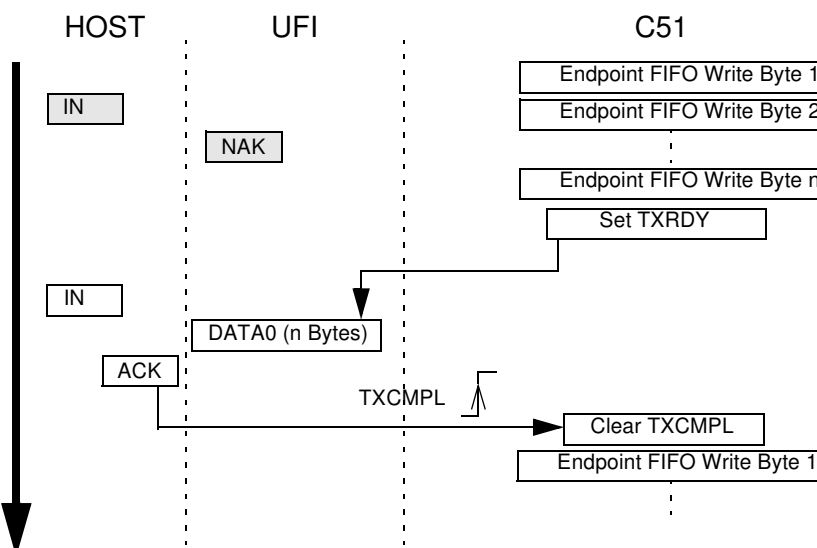 HOST UFI C51
Endpoint FIFO Write Byte 1
IN
Endpoint FIFO Write Byte 2
NAK
Endpoint FIFO Write Byte n
Set TXRDY
IN
DATA0 (n Bytes)
ACK
TXCMPL
Clear TXCMPL
Endpoint FIFO Write Byte 1